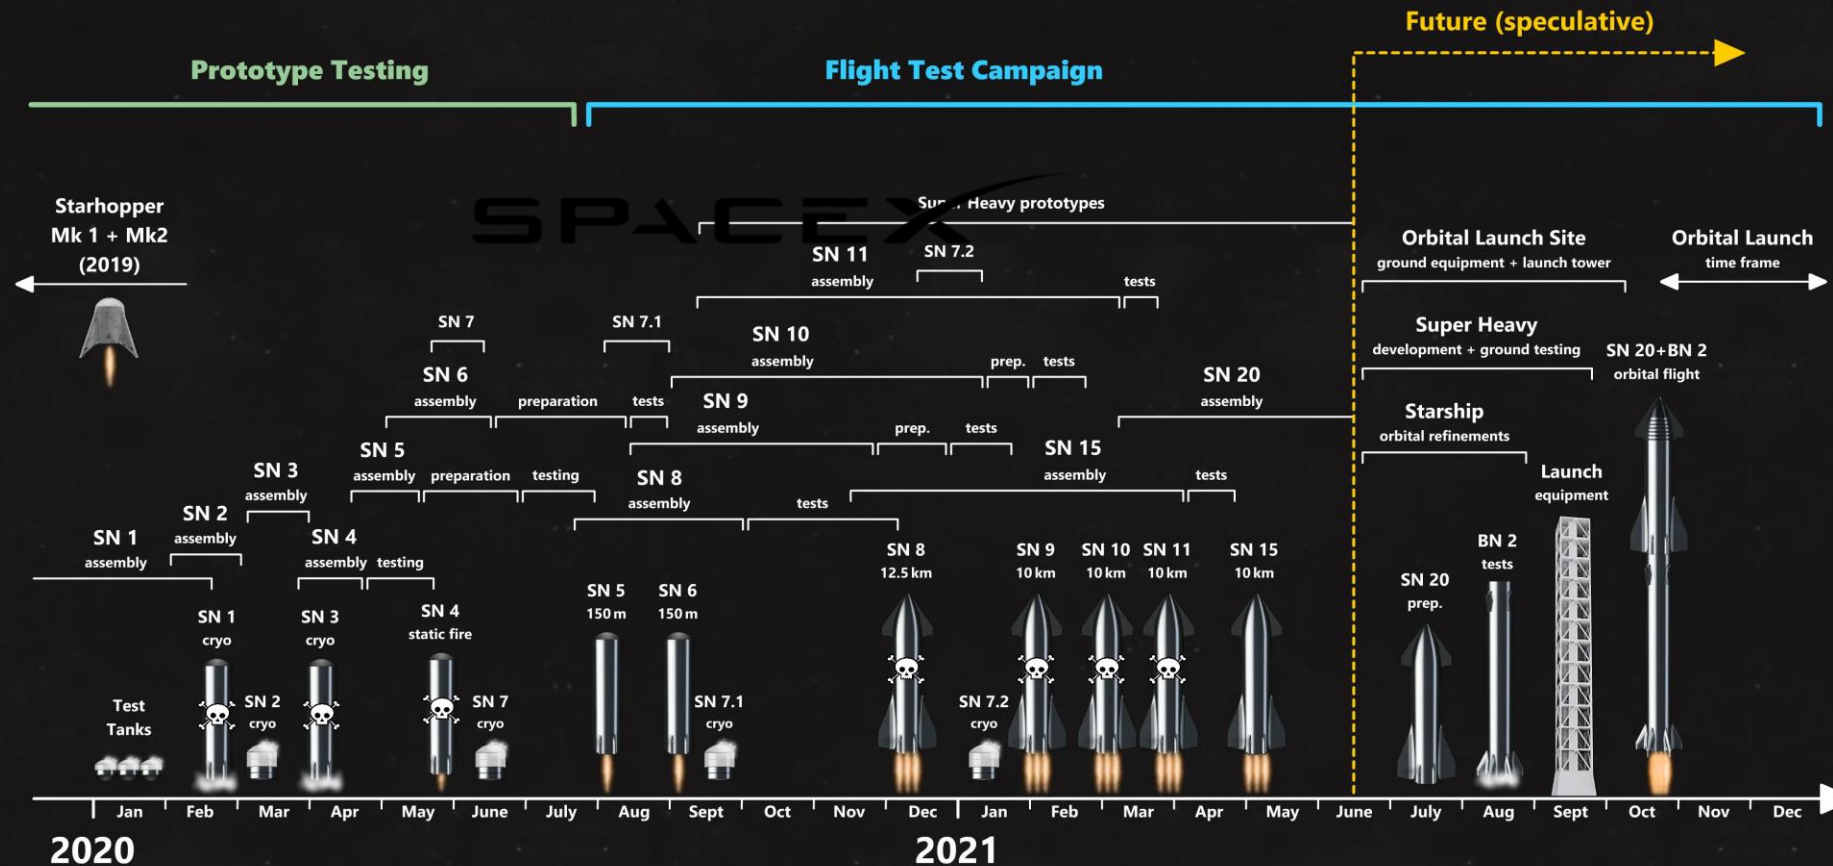 Future (speculative)
Prototype Testing
Flight Test Campaign
SPACEX
Starhopper
Mk 1 + Mk2
(2019)
Super Heavy prototypes
SN 11
assembly
SN 7.2
tests
Orbital Launch Site
ground equipment + launch tower
Orbital Launch
time frame
SN 7
SN 7.1
SN 10
assembly
prep.
tests
Super Heavy
development + ground testing
SN 20+BN 2
orbital flight
SN 6
assembly
preparation
tests
SN 9
assembly
prep.
tests
SN 20
assembly
Starship
orbital refinements
SN 5
assembly
preparation
testing
SN 8
assembly
tests
SN 15
assembly
tests
Launch
equipment
SN 3
assembly
SN 2
assembly
SN 1
assembly
SN 4
assembly
testing
SN 8
12.5 km
SN 9
10 km
SN 10
10 km
SN 11
10 km
SN 15
10 km
BN 2
tests
SN 20
prep.
SN 1
cryo
SN 3
cryo
SN 4
static fire
SN 5
150 m
SN 6
150 m
Test
Tanks
SN 2
cryo
SN 7
cryo
SN 7.1
cryo
SN 7.2
cryo
Jan Feb Mar Apr May June July Aug Sept Oct Nov Dec Jan Feb Mar Apr May June July Aug Sept Oct Nov Dec
2020 2021